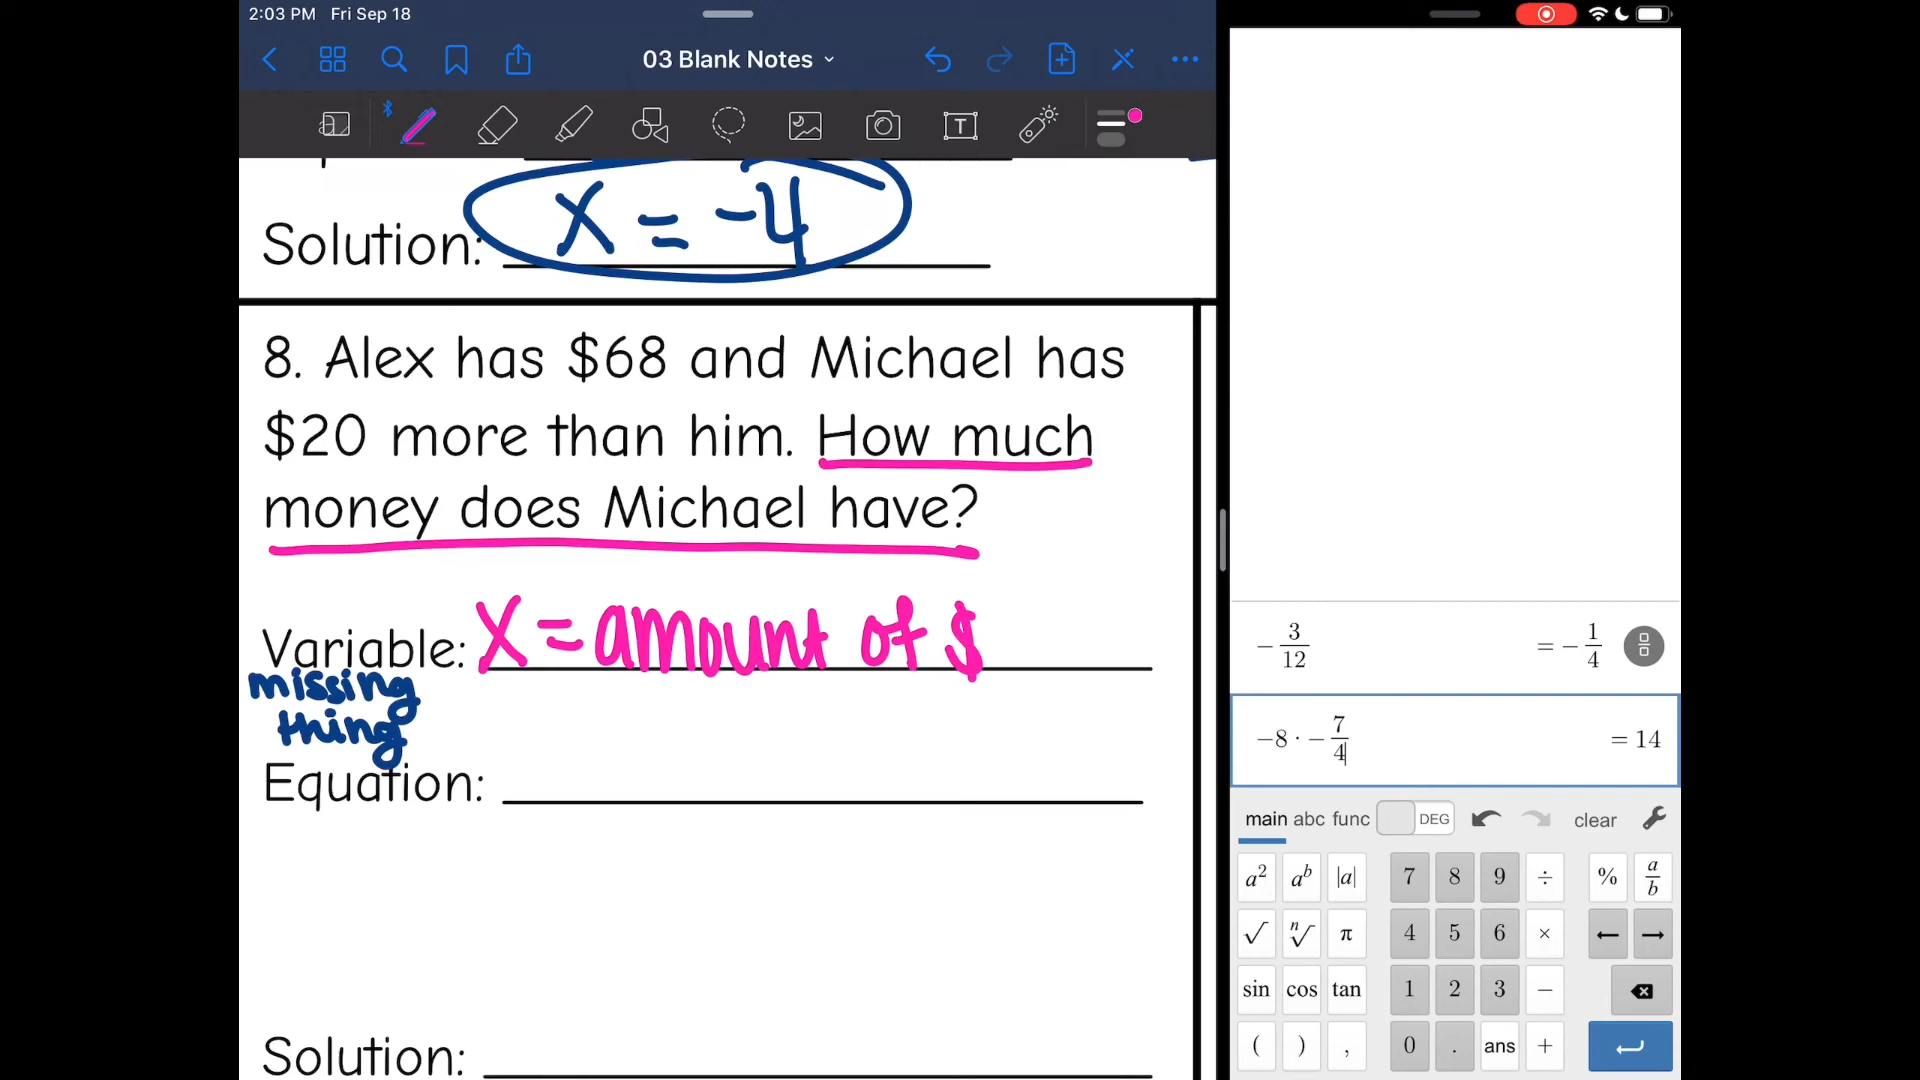 2:03 PM Fri Sep 18
03 Blank Notes
x = -4
Solution:
8. Alex has $68 and Michael has
$20 more than him. How much
money does Michael have?
Variable: X = amount of $
missing
thing
Equation:
Solution:
-3/12 = -1/4
-8 · -7/4 = 14
main abc func DEG clear
a² aᵇ |a| 7 8 9 ÷ % a/b
√ ⁿ√ π 4 5 6 × ← →
sin cos tan 1 2 3 −
( ) , 0 . ans +